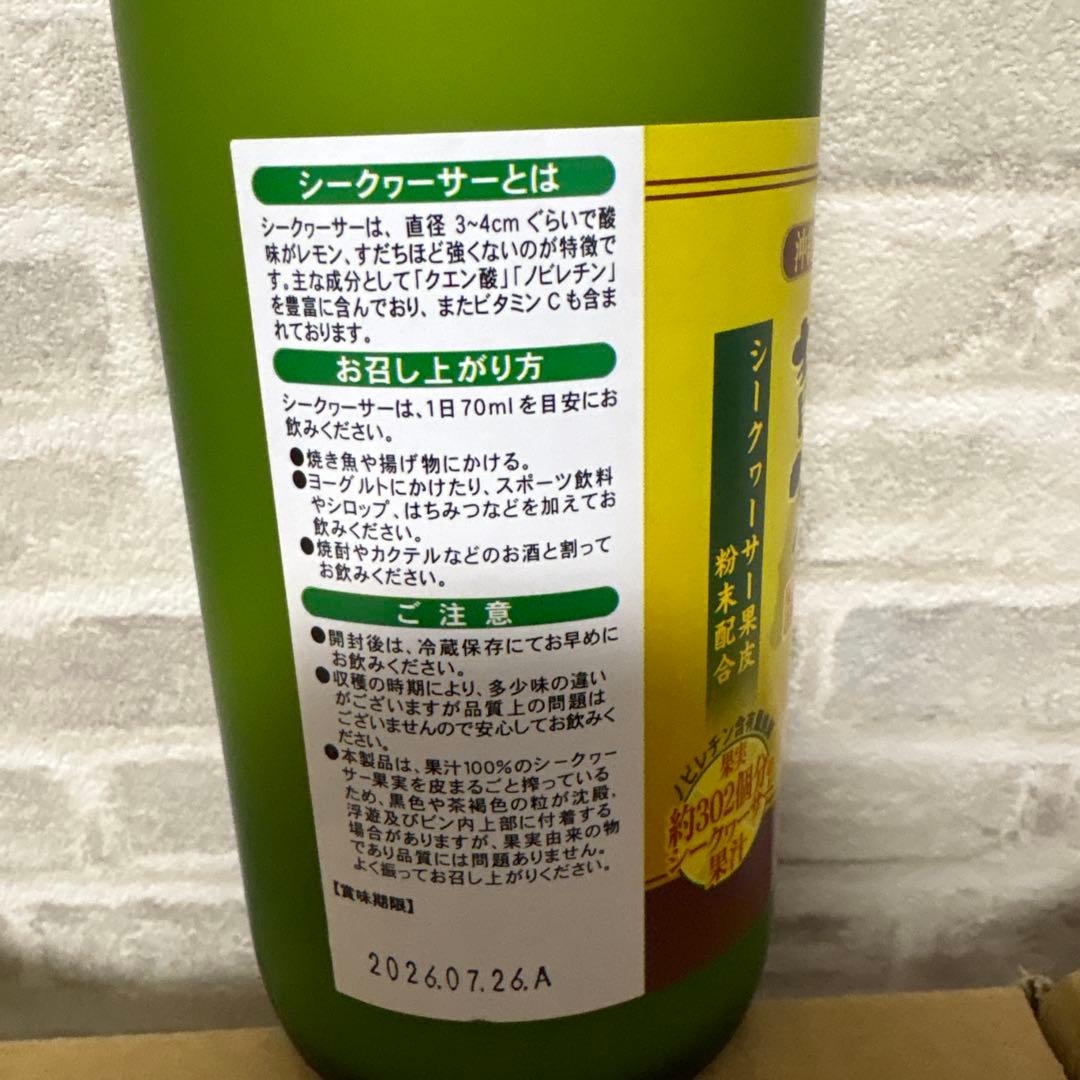 シークヮーサーとは
シークヮーサーは、直径 3~4cm ぐらいで酸
味がレモン、すだちほど強くないのが特徴で
す。主な成分として「クエン酸」「ノビレチン」
を豊富に含んでおり、またビタミン C も含ま
れております。
お召し上がり方
シークヮーサーは、1日70mlを目安にお
飲みください。
●焼き魚や揚げ物にかける。
●ヨーグルトにかけたり、スポーツ飲料
やシロップ、はちみつなどを加えてお
飲みください。
●焼酎やカクテルなどのお酒と割って
お飲みください。
ご注意
●開封後は、冷蔵保存にてお早めに
お飲みください。
●収穫の時期により、多少味の違い
がございますが品質上の問題は
ございませんので安心してお飲みく
ださい。
●本製品は、果汁100%のシークヮー
サー果実を皮まるごと搾っている
ため、黒色や茶褐色の粒が沈殿、
浮遊及びビン内上部に付着する
場合がありますが、果実由来の物
であり品質には問題ありません。
よく振ってお召し上がりください。
【賞味期限】
2026.07.26.A
シークヮーサー果皮
粉末配合
ノビレチン含有量
果実
約302個分
シークヮーサー
果汁